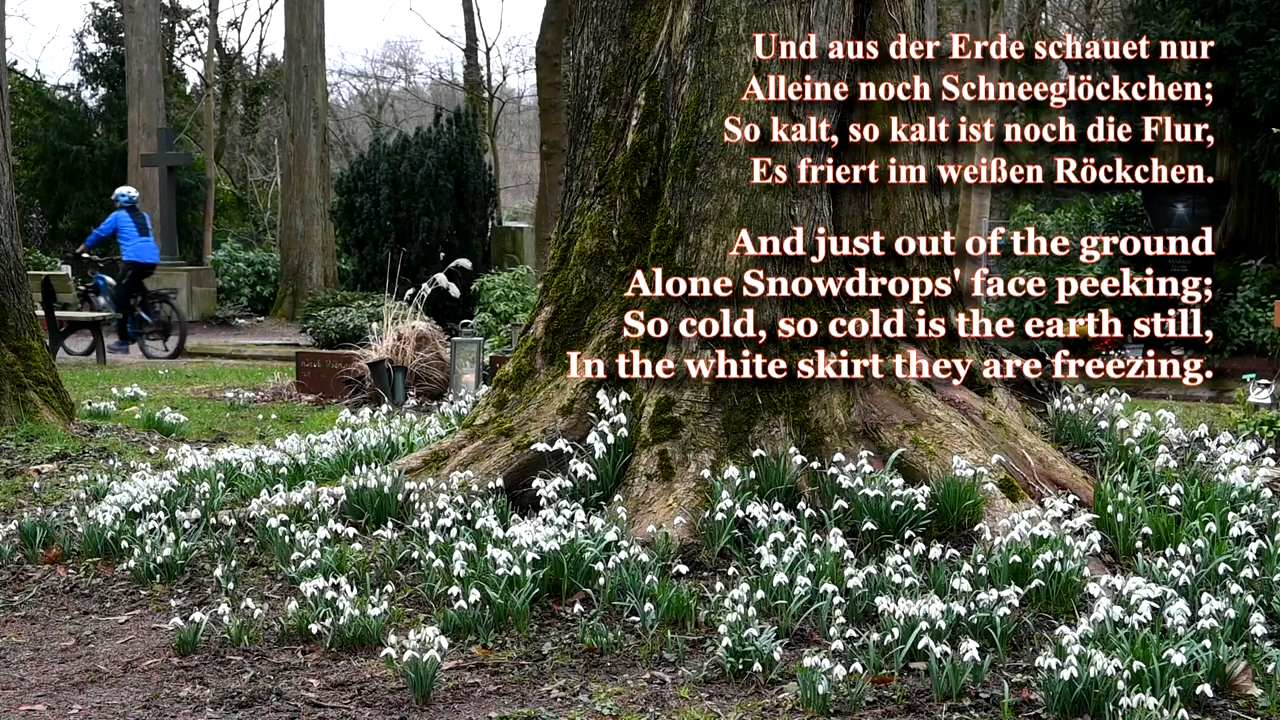 Und aus der Erde schauet nur
Alleine noch Schneeglöckchen;
So kalt, so kalt ist noch die Flur,
Es friert im weißen Röckchen.
And just out of the ground
Alone Snowdrops' face peeking;
So cold, so cold is the earth still,
In the white skirt they are freezing.